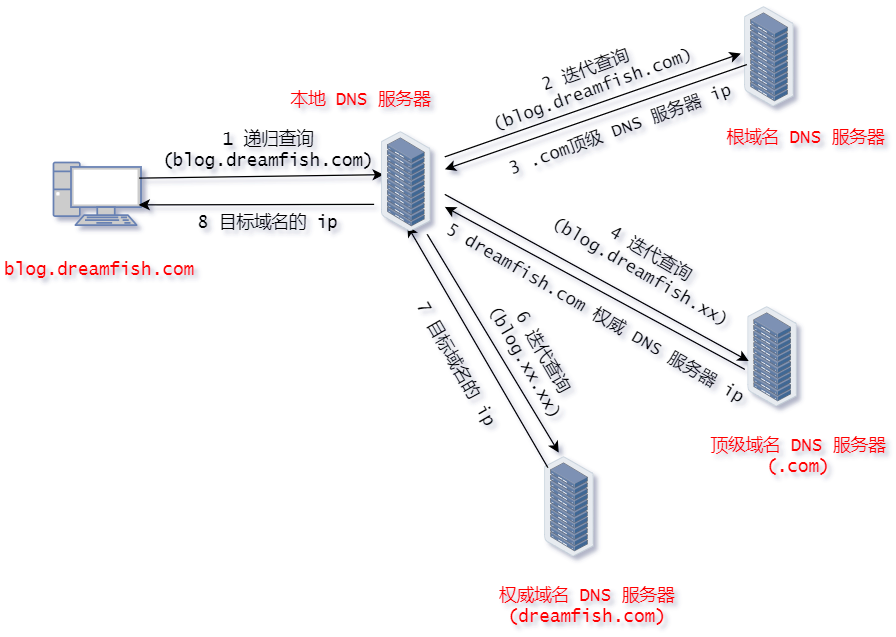 本地 DNS 服务器
1 递归查询
(blog.dreamfish.com)
8 目标域名的 ip
blog.dreamfish.com
2 迭代查询
(blog.dreamfish.com)
3 .com顶级 DNS 服务器 ip
根域名 DNS 服务器
4 迭代查询
(blog.dreamfish.xx)
5 dreamfish.com 权威 DNS 服务器 ip
顶级域名 DNS 服务器
(.com)
6 迭代查询
(blog.xx.xx)
7 目标域名的 ip
权威域名 DNS 服务器
(dreamfish.com)